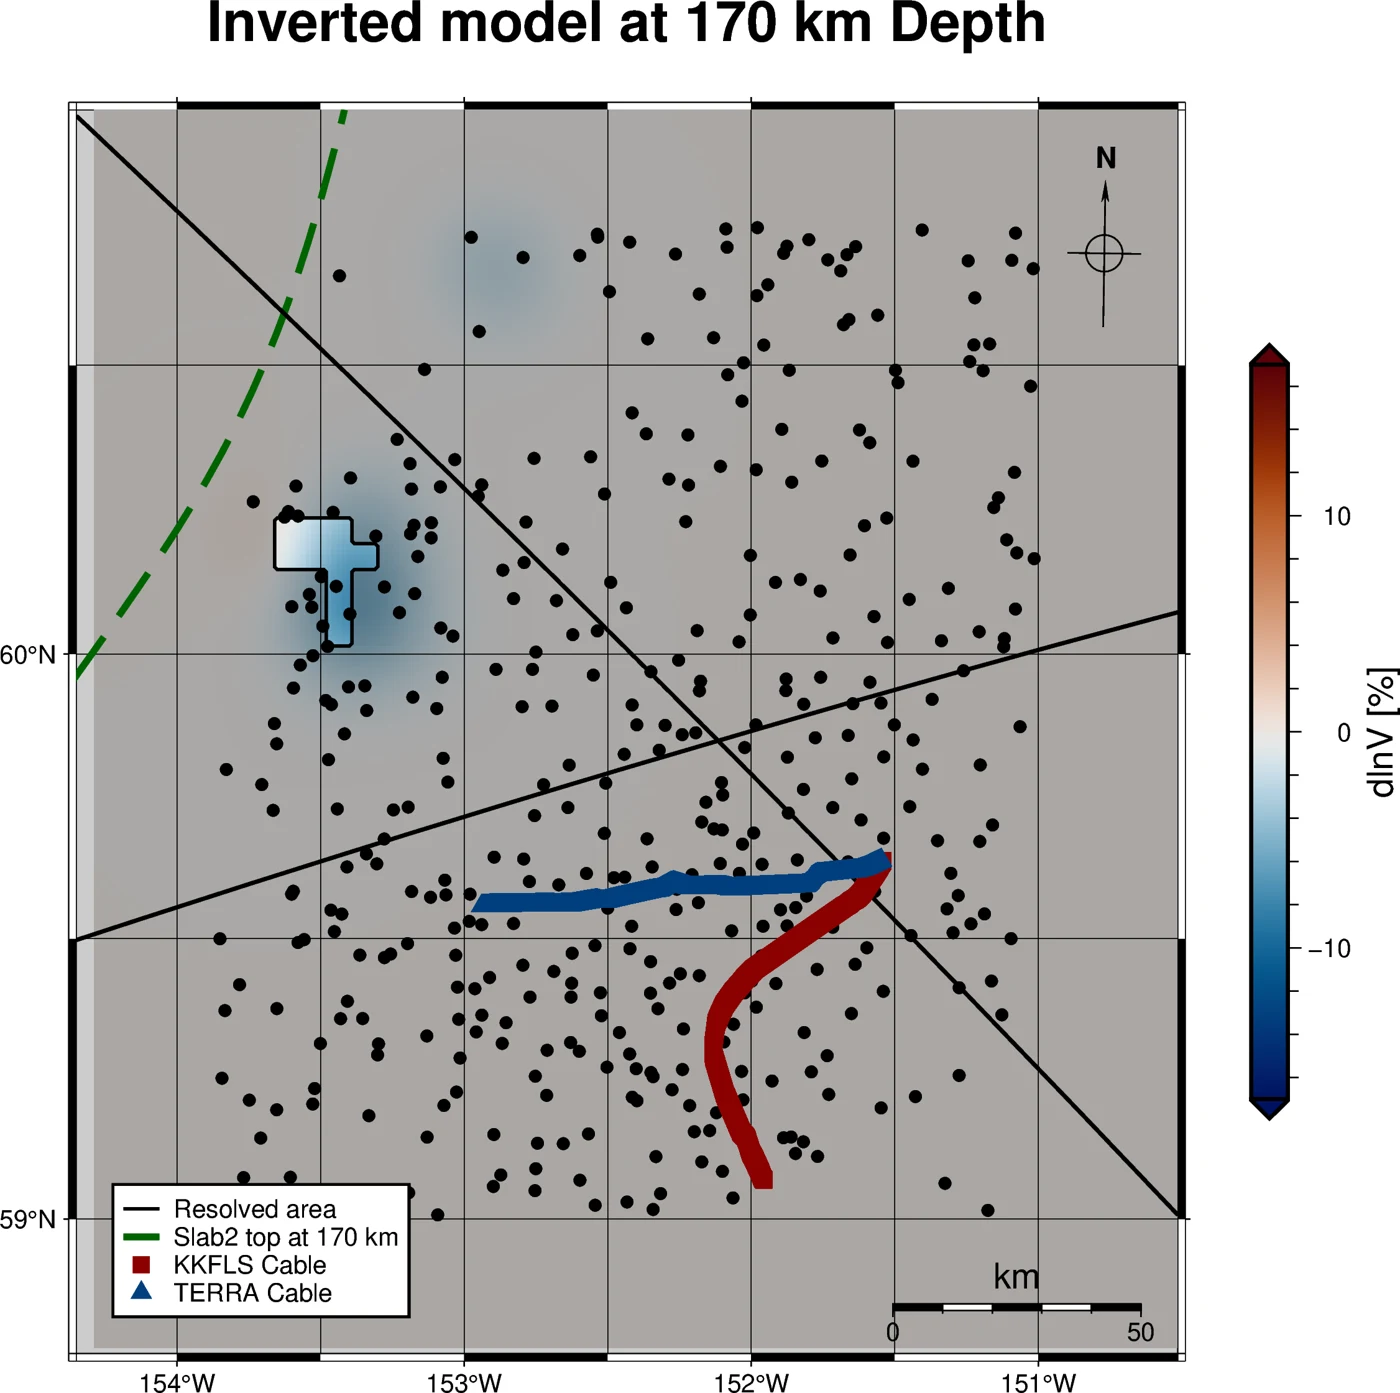 Inverted model at 170 km Depth
N
10
0
−10
dlnV [%]
60°N
59°N
Resolved area
Slab2 top at 170 km
KKFLS Cable
TERRA Cable
km
0 50
154°W 153°W 152°W 151°W